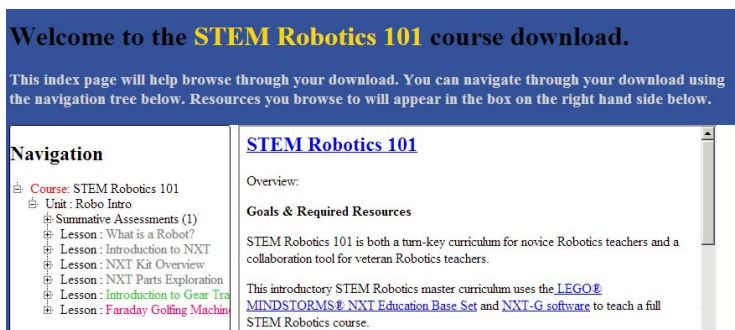 Welcome to the STEM Robotics 101 course download.
This index page will help browse through your download. You can navigate through your download using
the navigation tree below. Resources you browse to will appear in the box on the right hand side below.
Navigation
Course: STEM Robotics 101
Unit : Robo Intro
Summative Assessments (1)
Lesson : What is a Robot?
Lesson : Introduction to NXT
Lesson : NXT Kit Overview
Lesson : NXT Parts Exploration
Lesson : Introduction to Gear Tra
Lesson : Faraday Golfing Machin
STEM Robotics 101
Overview:
Goals & Required Resources
STEM Robotics 101 is both a turn-key curriculum for novice Robotics teachers and a
collaboration tool for veteran Robotics teachers.
This introductory STEM Robotics master curriculum uses the LEGO®
MINDSTORMS® NXT Education Base Set and NXT-G software to teach a full
STEM Robotics course.